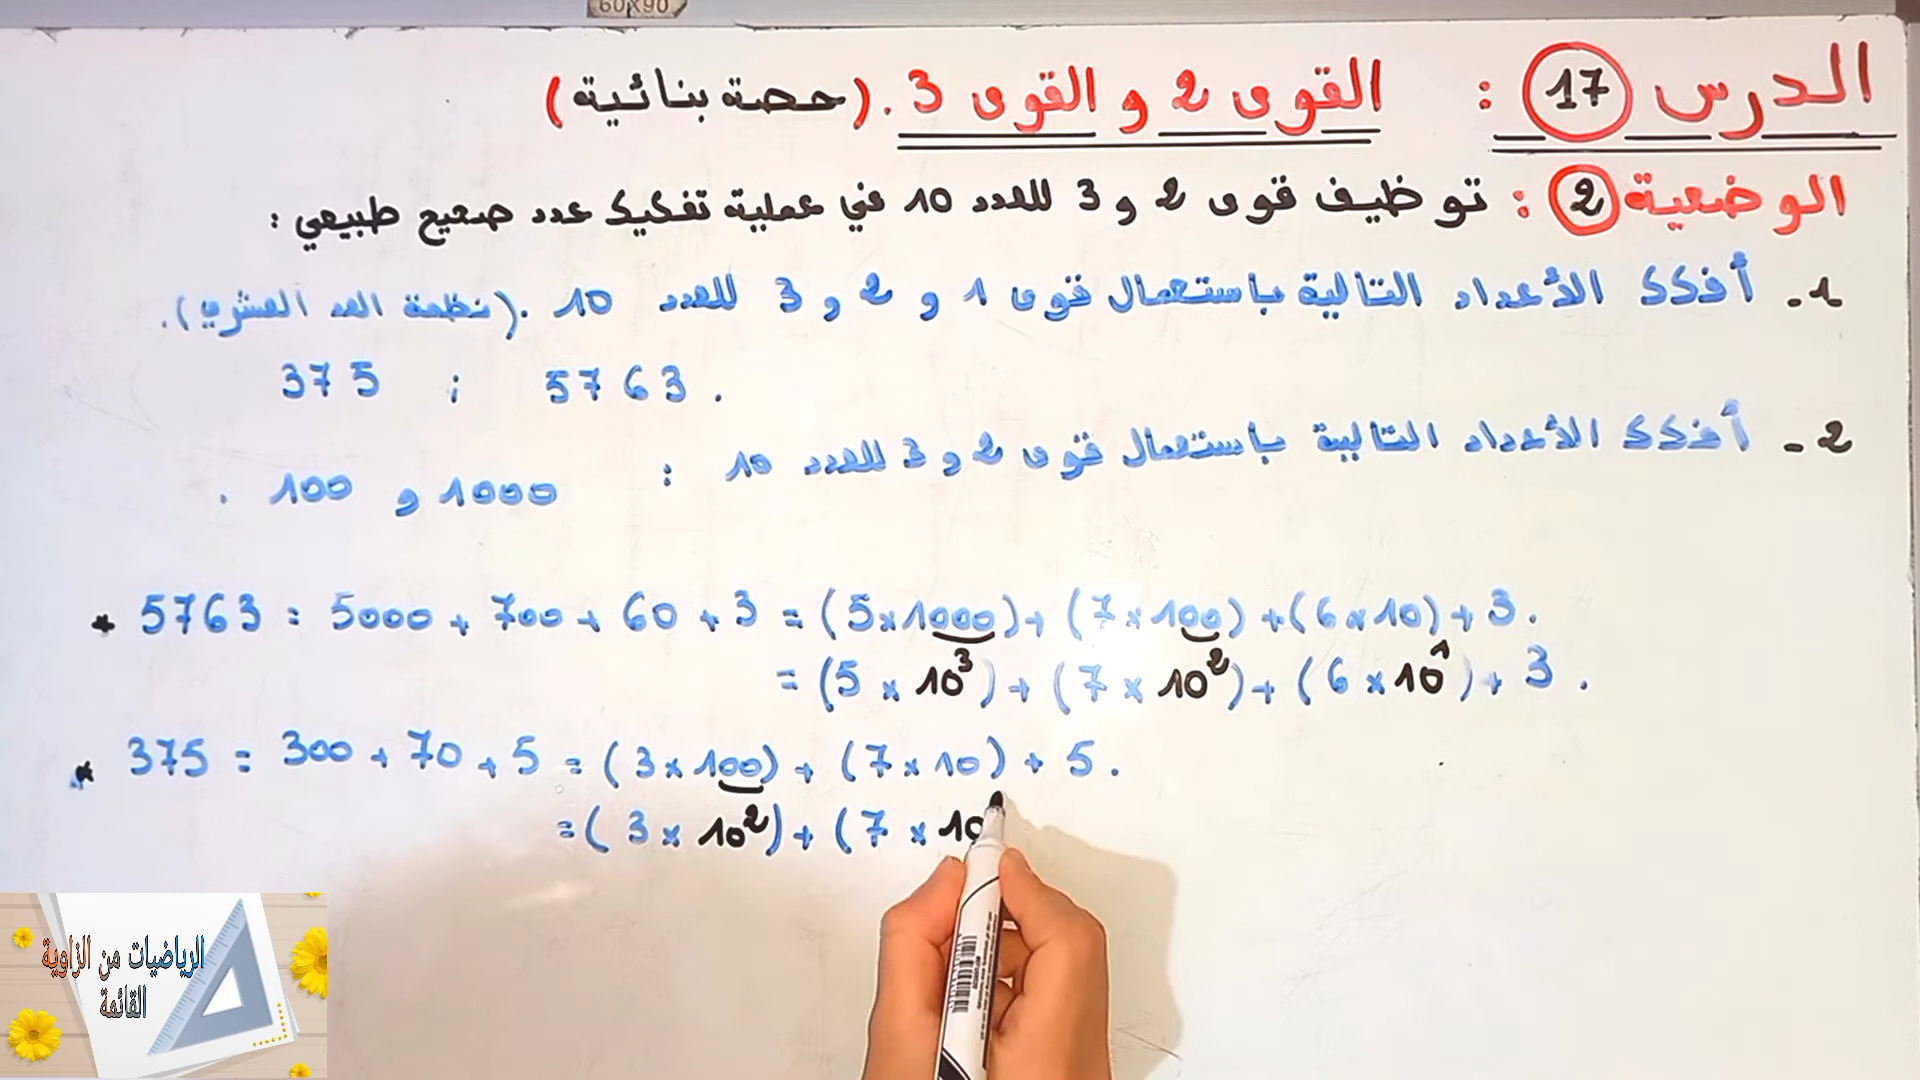 60x90
الدرس 17 : القوى 2 و القوى 3 . (حصة بنائية)
الوضعية 2 : توظيف قوى 2 و 3 للعدد 10 في عملية تفكيك عدد صحيح طبيعي :
1 - أفكك الأعداد التالية باستعمال قوى 1 و 2 و 3 للعدد 10 . (نظمة العد العشري) .
375 ; 5763 .
2 - أفكك الأعداد التالية باستعمال قوى 2 و 3 للعدد 10 :
1000 و 100 .
* 5763 = 5000 + 700 + 60 + 3 = (5×1000) + (7×100) + (6×10) + 3 .
= (5 × 10³) + (7 × 10²) + (6 × 10¹) + 3 .
* 375 = 300 + 70 + 5 = (3×100) + (7×10) + 5 .
= (3 × 10²) + (7 × 10
الرياضيات من الزاوية
القائمة